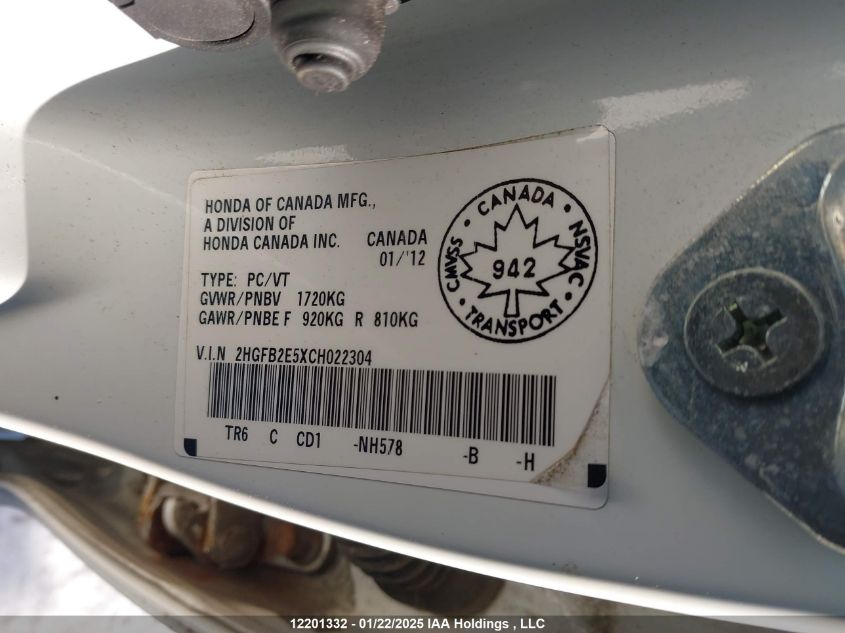 HONDA OF CANADA MFG.,
A DIVISION OF
HONDA CANADA INC. CANADA
01/'12
TYPE: PC/VT
GVWR/PNBV 1720KG
GAWR/PNBE F 920KG R 810KG
V.I.N 2HGFB2E5XCH022304
TR6 C CD1 -NH578 -B -H
• CANADA •
CMVSS 942 NSVAC
• TRANSPORT •
12201332 - 01/22/2025 IAA Holdings , LLC